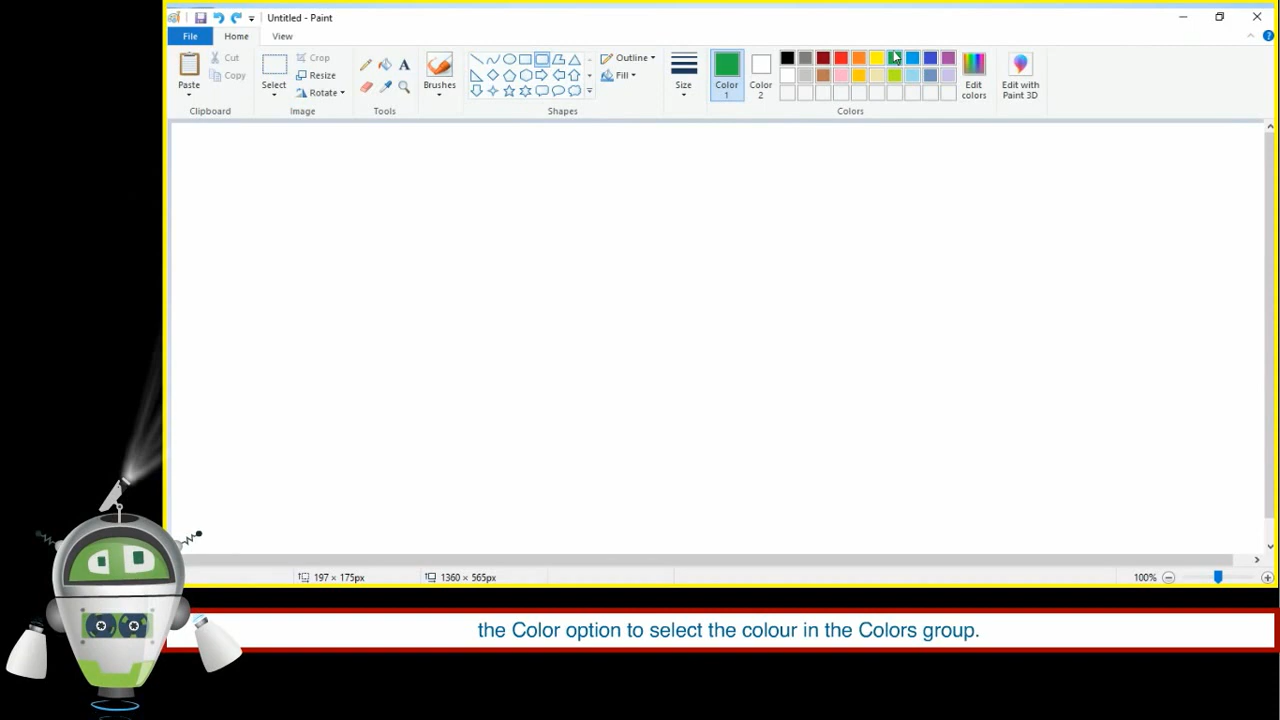 Untitled - Paint
File Home View
Paste Cut Copy Clipboard
Select Crop Resize Rotate Image
Tools
Brushes
Outline Fill Shapes
Size
Color 1 Color 2 Edit colors Colors
Edit with Paint 3D
197 × 175px 1360 × 565px 100%
the Color option to select the colour in the Colors group.